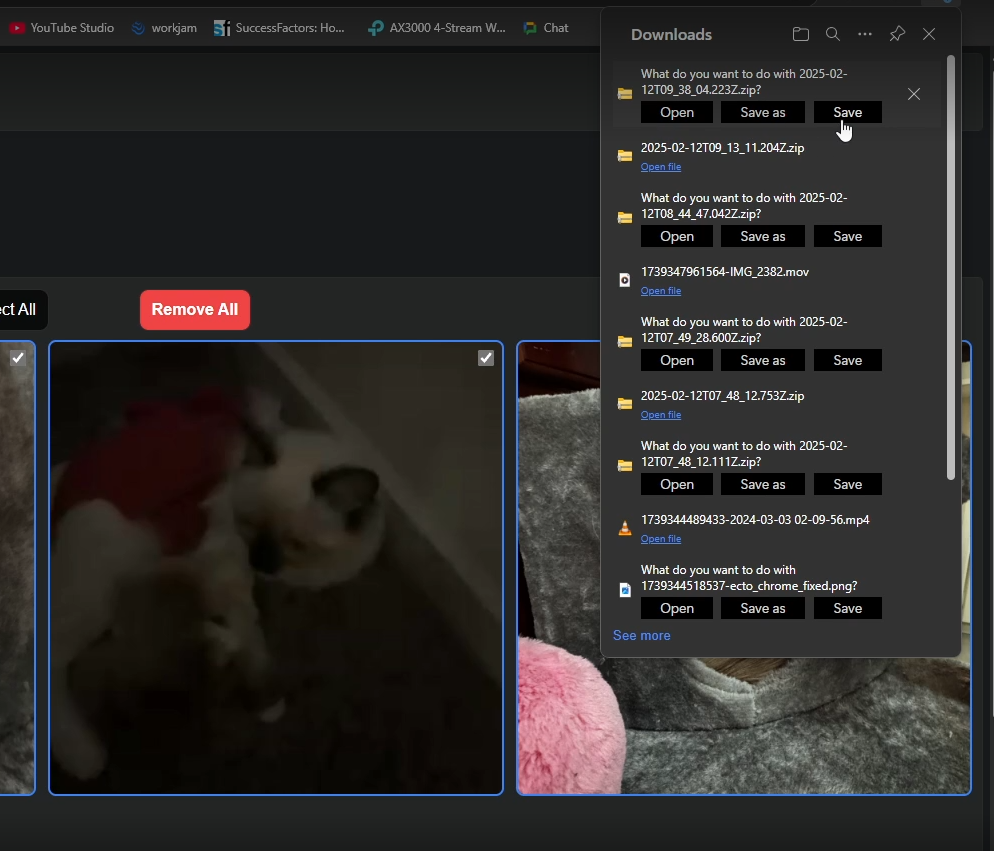 YouTube Studio
workjam
SuccessFactors: Ho...
AX3000 4-Stream W...
Chat
Downloads
What do you want to do with 2025-02-
12T09_38_04.223Z.zip?
Open
Save as
Save
2025-02-12T09_13_11.204Z.zip
Open file
What do you want to do with 2025-02-
12T08_44_47.042Z.zip?
Open
Save as
Save
1739347961564-IMG_2382.mov
Open file
What do you want to do with 2025-02-
12T07_49_28.600Z.zip?
Open
Save as
Save
2025-02-12T07_48_12.753Z.zip
Open file
What do you want to do with 2025-02-
12T07_48_12.111Z.zip?
Open
Save as
Save
1739344489433-2024-03-03 02-09-56.mp4
Open file
What do you want to do with
1739344518537-ecto_chrome_fixed.png?
Open
Save as
Save
See more
ect All
Remove All